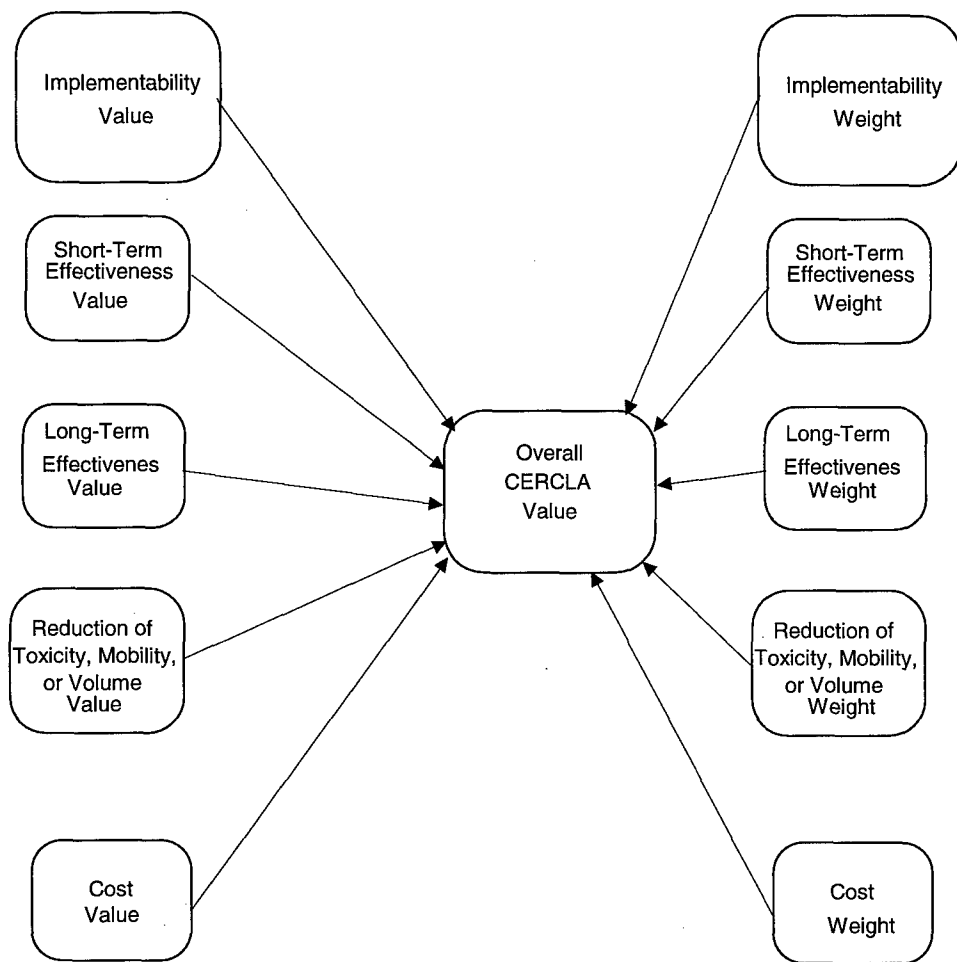 Implementability
Value
Short-Term
Effectiveness
Value
Long-Term
Effectivenes
Value
Reduction of
Toxicity, Mobility,
or Volume
Value
Cost
Value
Overall
CERCLA
Value
Implementability
Weight
Short-Term
Effectiveness
Weight
Long-Term
Effectivenes
Weight
Reduction of
Toxicity, Mobility,
or Volume
Weight
Cost
Weight